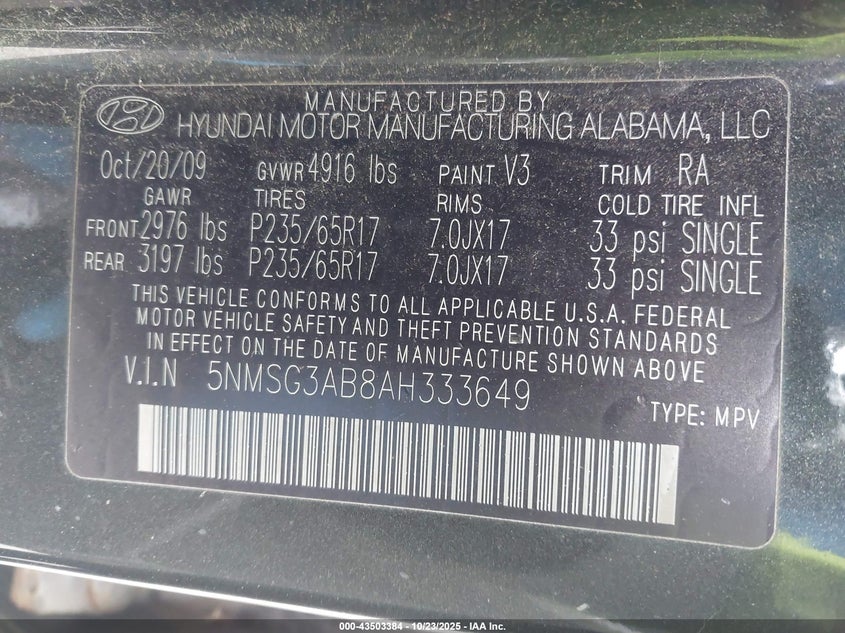 MANUFACTURED BY
HYUNDAI MOTOR MANUFACTURING ALABAMA, LLC
Oct/20/09 GVWR 4916 lbs PAINT V3 TRIM RA
GAWR TIRES RIMS COLD TIRE INFL
FRONT 2976 lbs P235/65R17 7.0JX17 33 psi SINGLE
REAR 3197 lbs P235/65R17 7.0JX17 33 psi SINGLE
THIS VEHICLE CONFORMS TO ALL APPLICABLE U.S.A. FEDERAL
MOTOR VEHICLE SAFETY AND THEFT PREVENTION STANDARDS
IN EFFECT ON THE DATE OF MANUFACTURE SHOWN ABOVE
V.I.N 5NMSG3AB8AH333649
TYPE: MPV
000-43503384 - 10/23/2025 - IAA Inc.